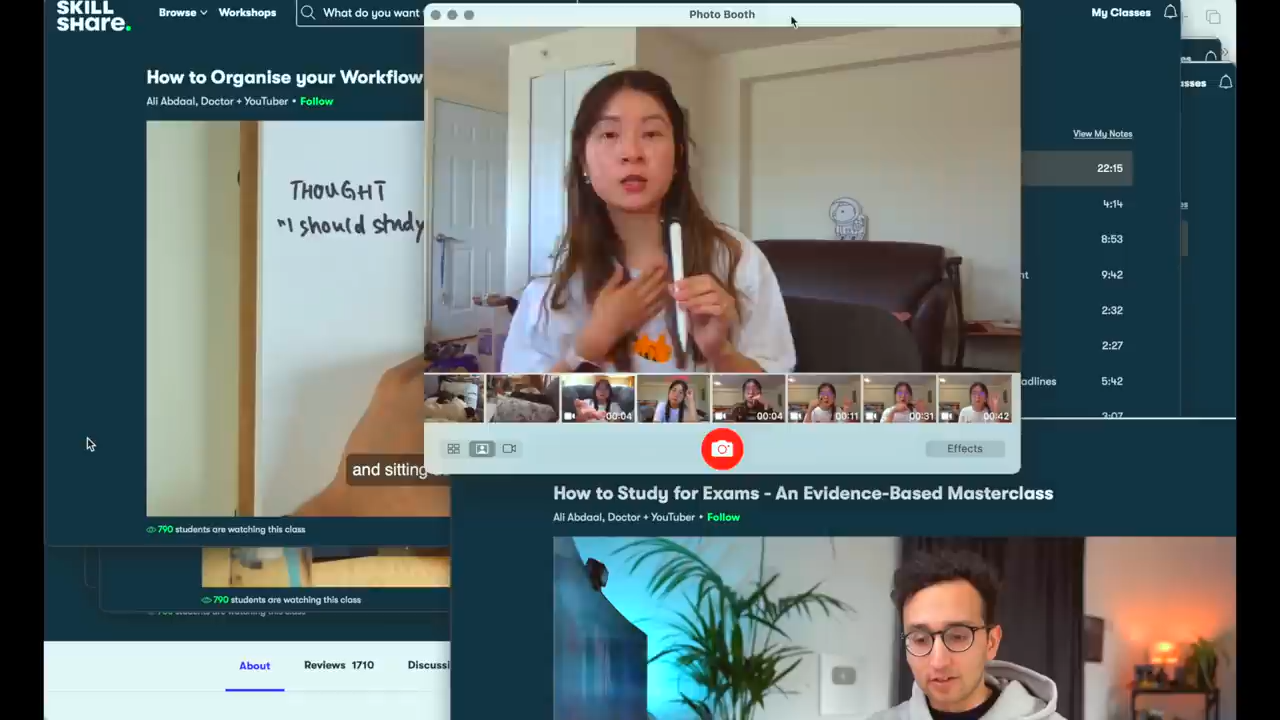 SKILL
SHare.
Browse
Workshops
What do you want
Photo Booth
My Classes
How to Organise your Workflow
Ali Abdaal, Doctor + YouTuber • Follow
View My Notes
THOUGHT
"I should study
22:15
4:14
8:53
9:42
2:32
2:27
5:42
00:04
00:04
00:11
00:31
00:42
Effects
and sitting
790 students are watching this class
How to Study for Exams - An Evidence-Based Masterclass
Ali Abdaal, Doctor + YouTuber • Follow
790 students are watching this class
About
Reviews 1710